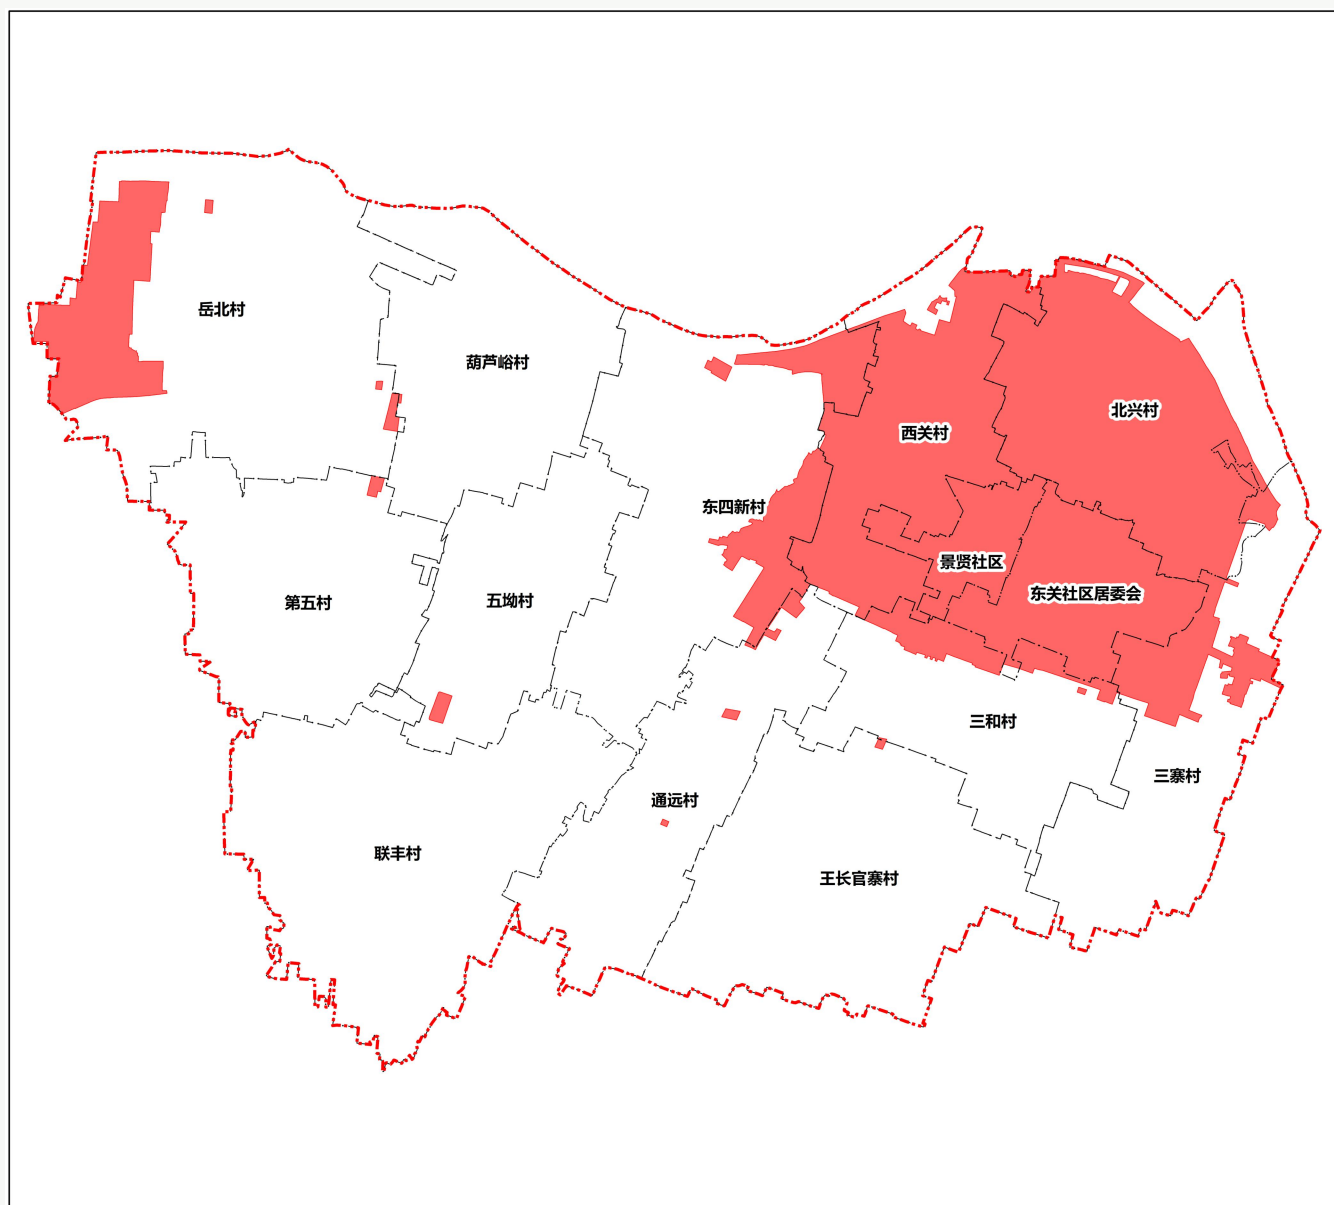 岳北村
葫芦峪村
北兴村
西关村
东四新村
景贤社区
东关社区居委会
第五村
五坳村
三和村
三寨村
通远村
联丰村
王长官寨村